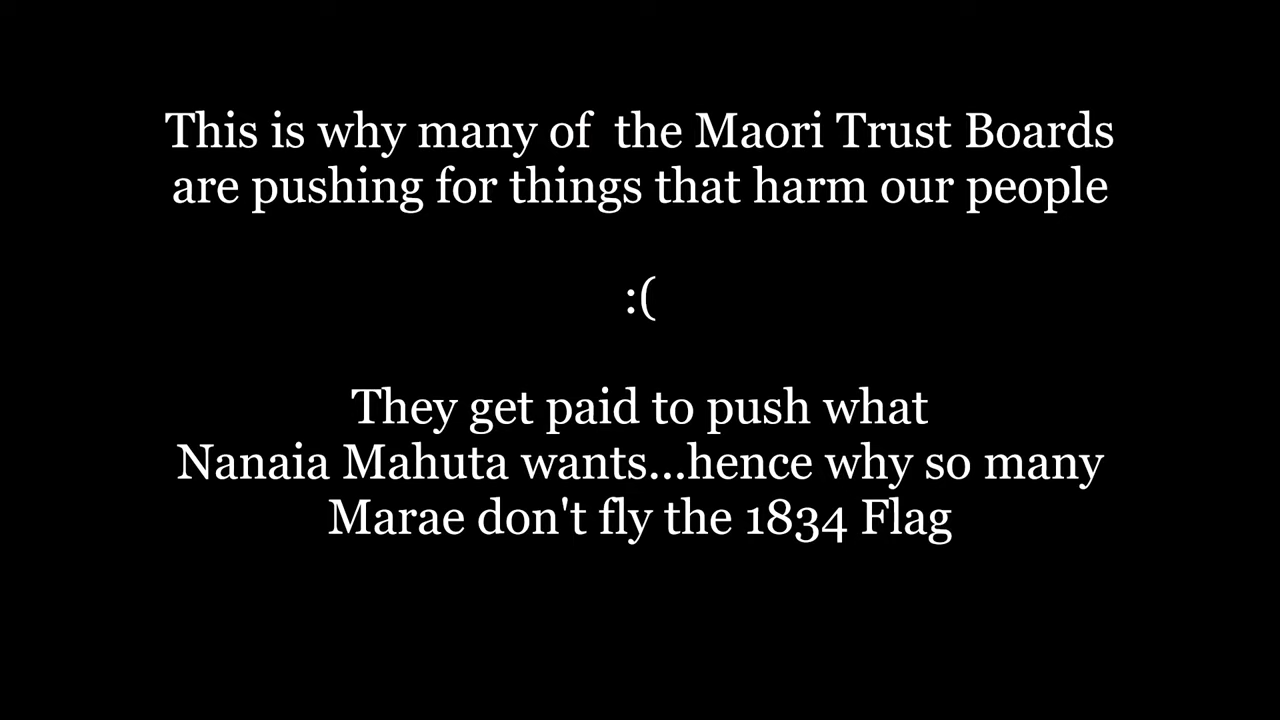 This is why many of  the Maori Trust Boards
are pushing for things that harm our people
:(
They get paid to push what
Nanaia Mahuta wants...hence why so many
Marae don't fly the 1834 Flag